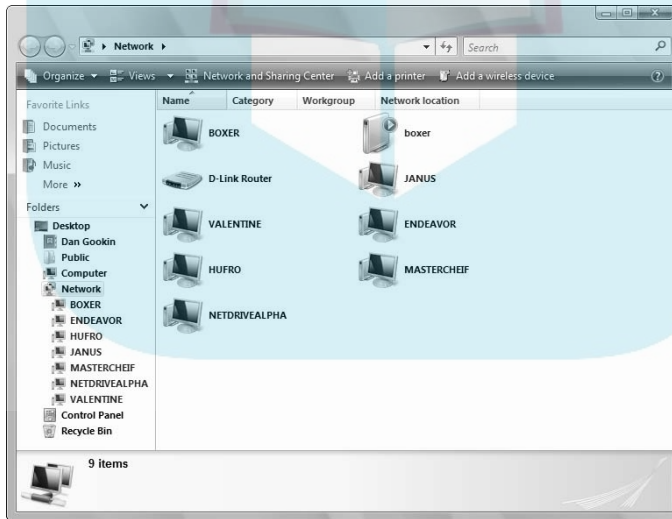 Network
Search
Organize Views Network and Sharing Center Add a printer Add a wireless device
Favorite Links
Documents
Pictures
Music
More »
Folders
Desktop
Dan Gookin
Public
Computer
Network
BOXER
ENDEAVOR
HUFRO
JANUS
MASTERCHEIF
NETDRIVEALPHA
VALENTINE
Control Panel
Recycle Bin
Name Category Workgroup Network location
BOXER boxer
D-Link Router JANUS
VALENTINE ENDEAVOR
HUFRO MASTERCHEIF
NETDRIVEALPHA
9 items